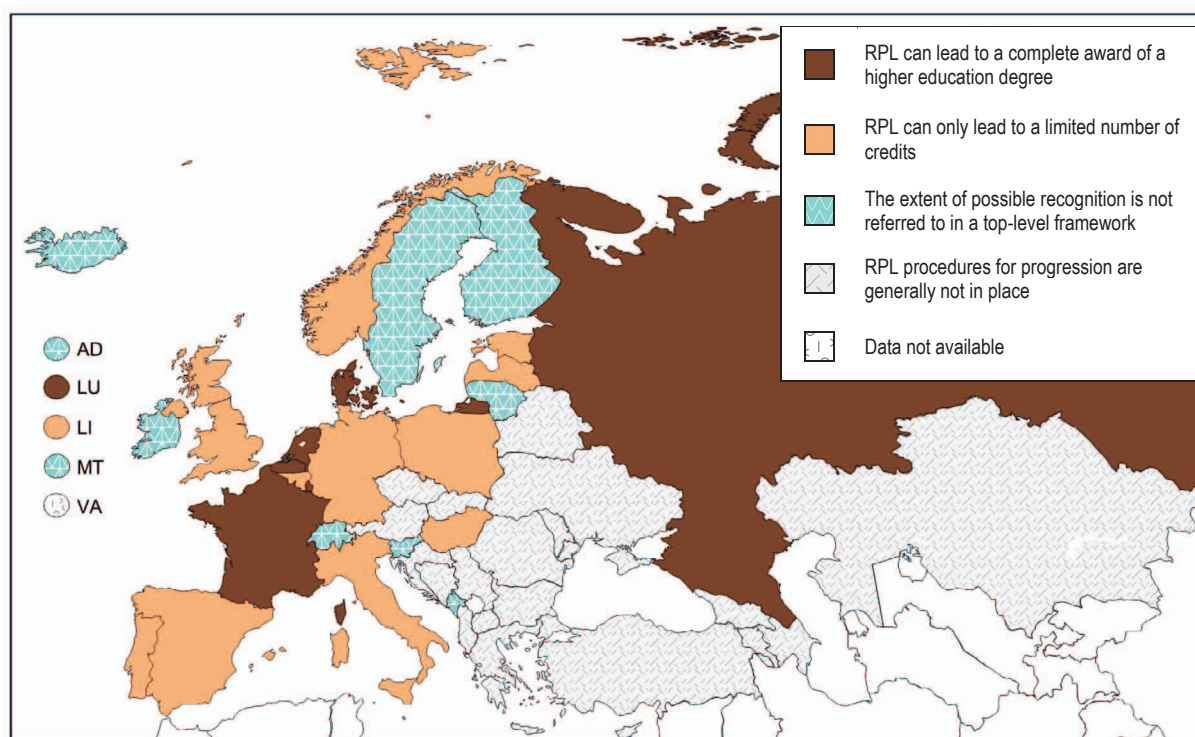 RPL can lead to a complete award of a
higher education degree
RPL can only lead to a limited number of
credits
The extent of possible recognition is not
referred to in a top-level framework
RPL procedures for progression are
generally not in place
Data not available
AD
LU
LI
MT
VA